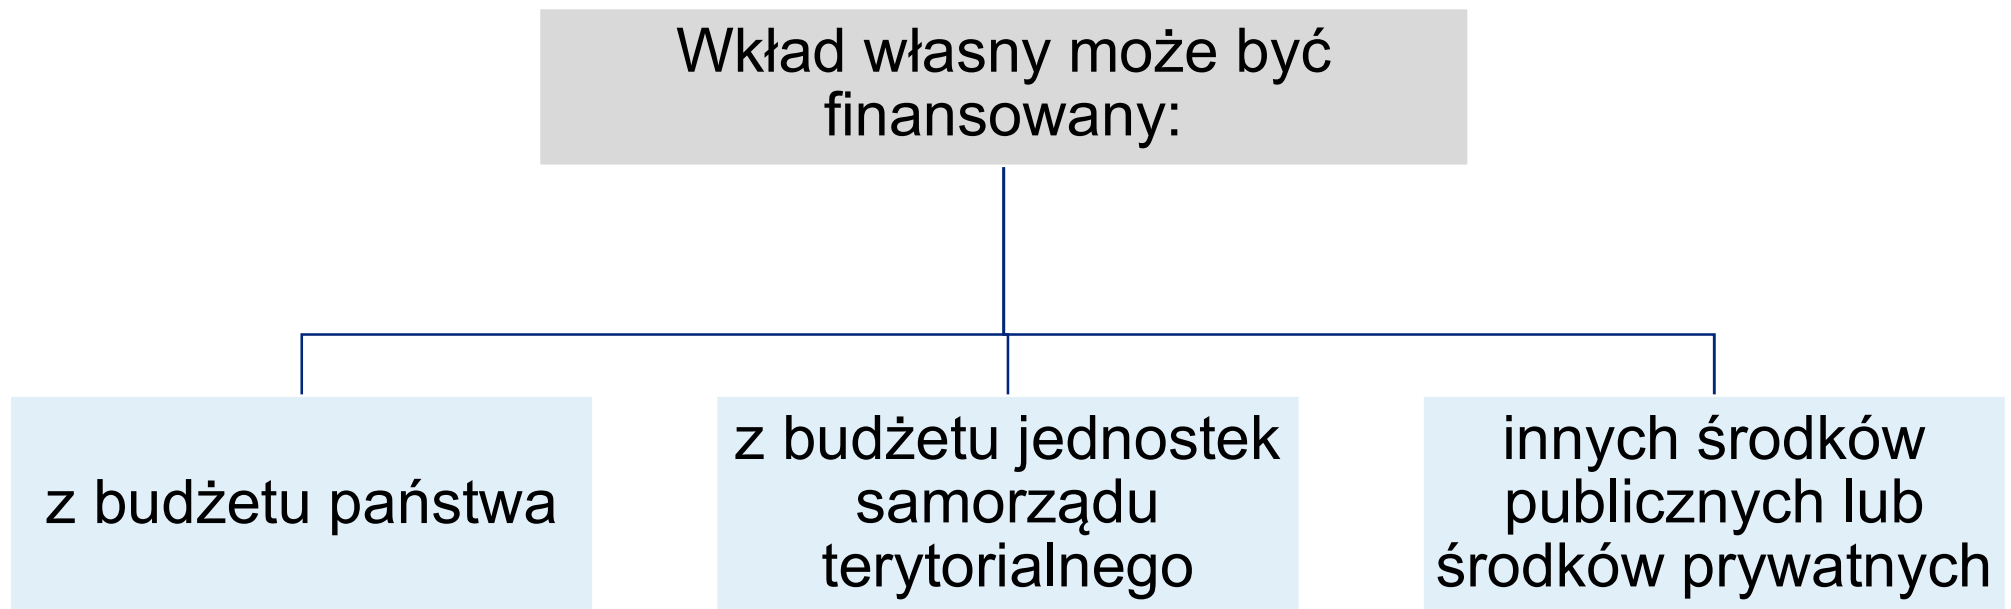 Wkład własny może być
finansowany:
z budżetu państwa
z budżetu jednostek
samorządu
terytorialnego
innych środków
publicznych lub
środków prywatnych